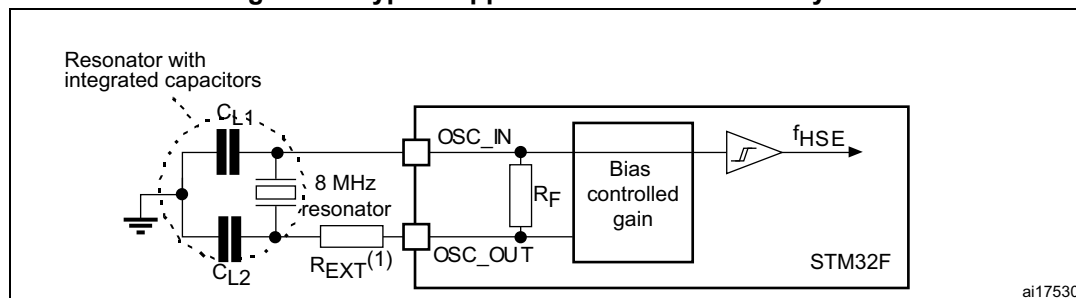 Resonator with
integrated capacitors
CL1
OSC_IN
fHSE
8 MHz
resonator
RF
Bias
controlled
gain
REXT(1)
OSC_OUT
CL2
STM32F
ai17530